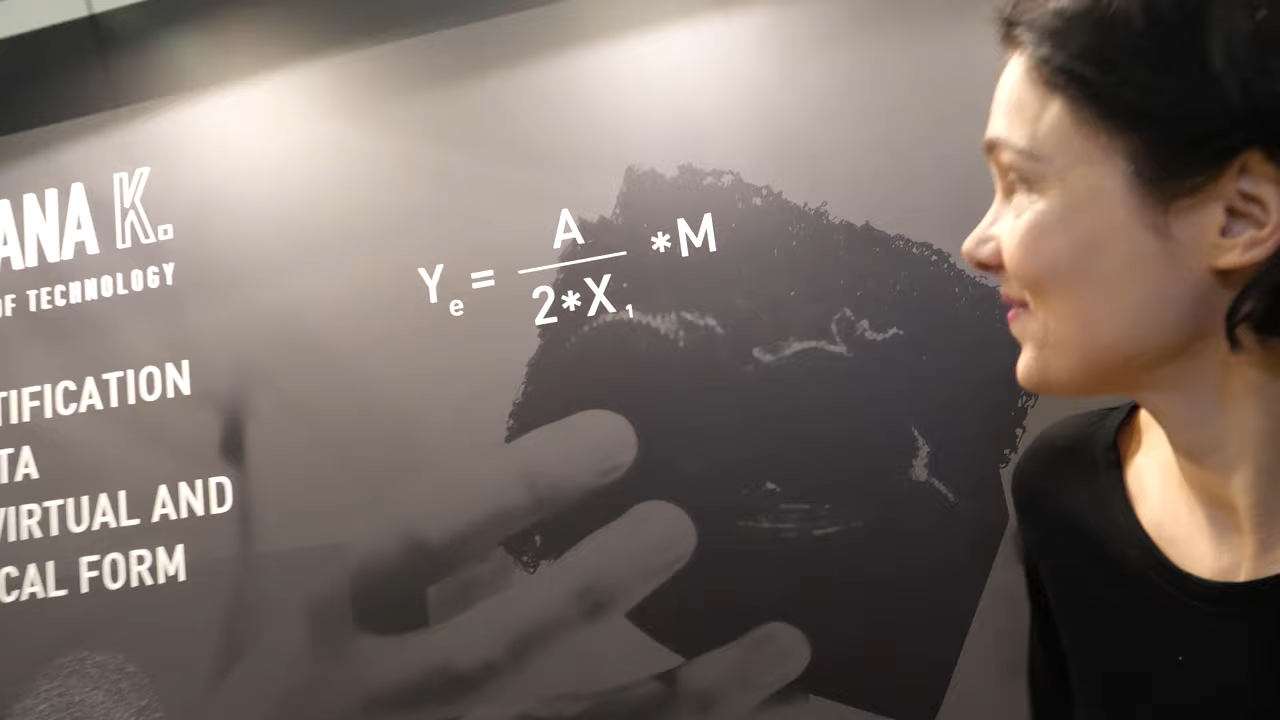 ANA K.
OF TECHNOLOGY
TIFICATION
TA
VIRTUAL AND
CAL FORM
Yₑ = A / 2*X₁ *M